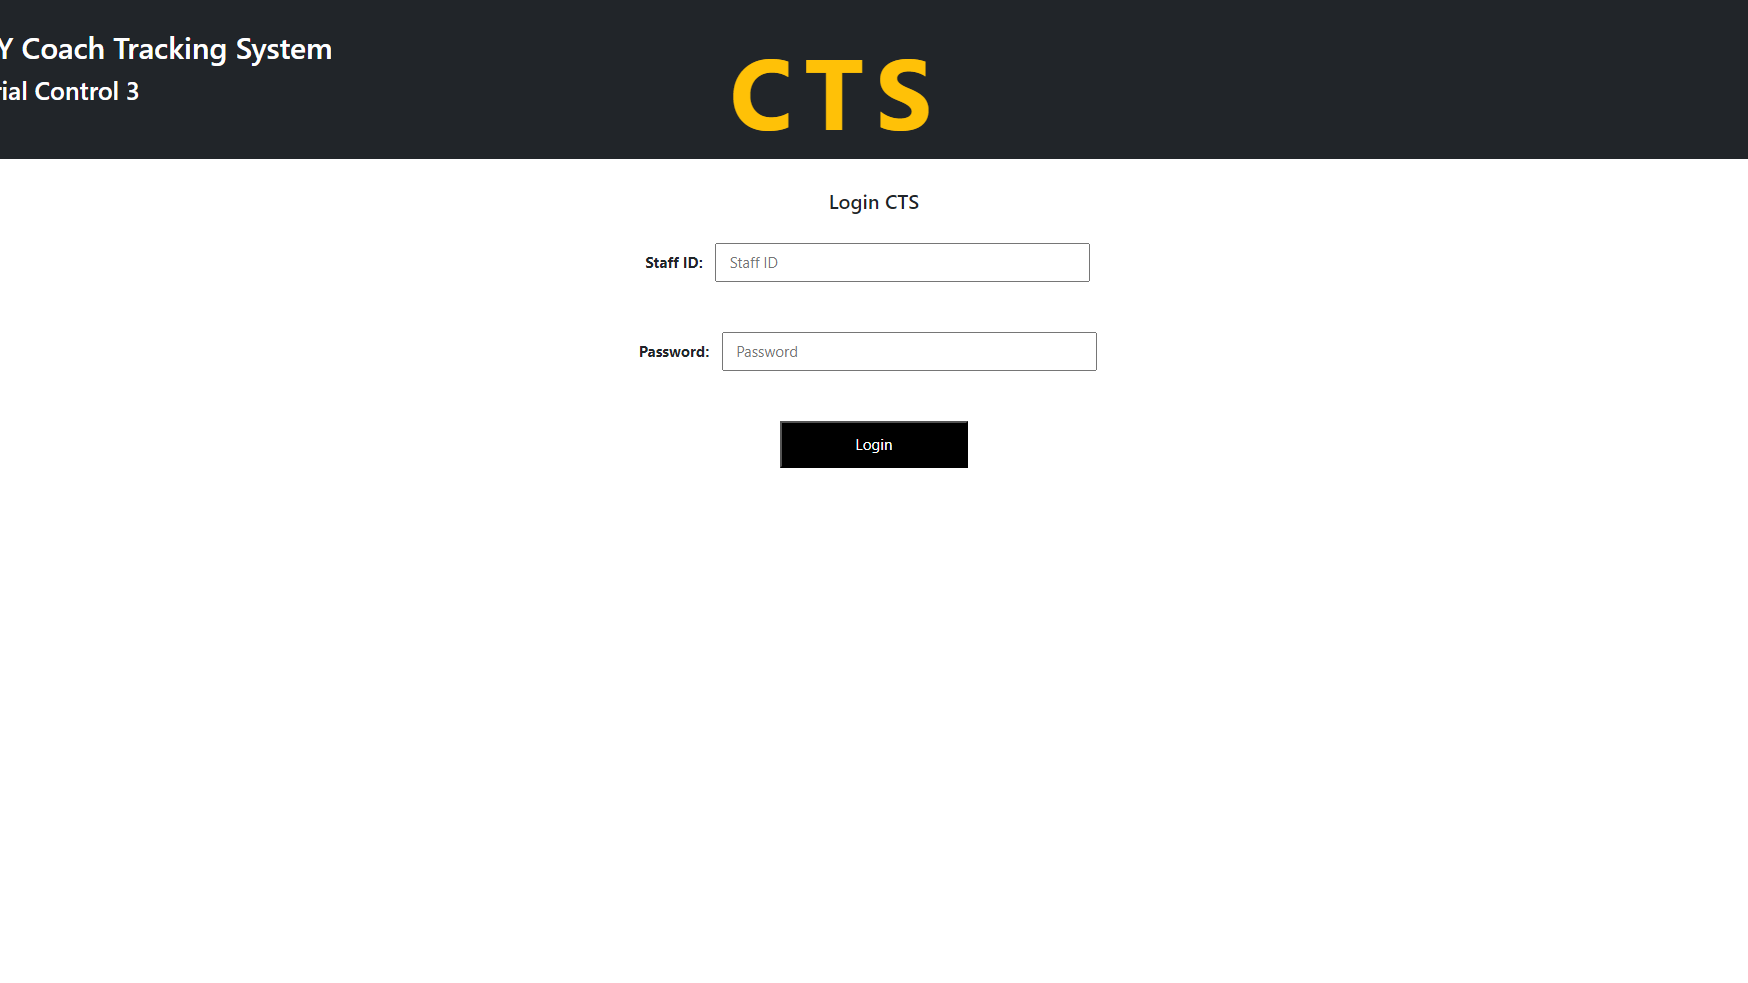 Y Coach Tracking System
rial Control 3
CTS
Login CTS
Staff ID: Staff ID
Password: Password
Login